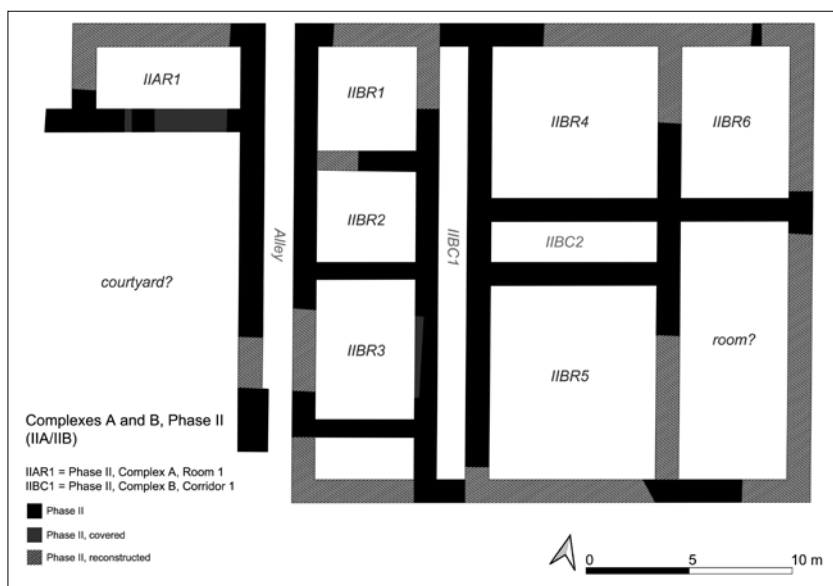 IIAR1
IIBR1
IIBR4
IIBR6
IIBR2
Alley
IIBC1
IIBC2
courtyard?
IIBR3
IIBR5
room?
Complexes A and B, Phase II
(IIA/IIB)
IIAR1 = Phase II, Complex A, Room 1
IIBC1 = Phase II, Complex B, Corridor 1
Phase II
Phase II, covered
Phase II, reconstructed
0 5 10 m